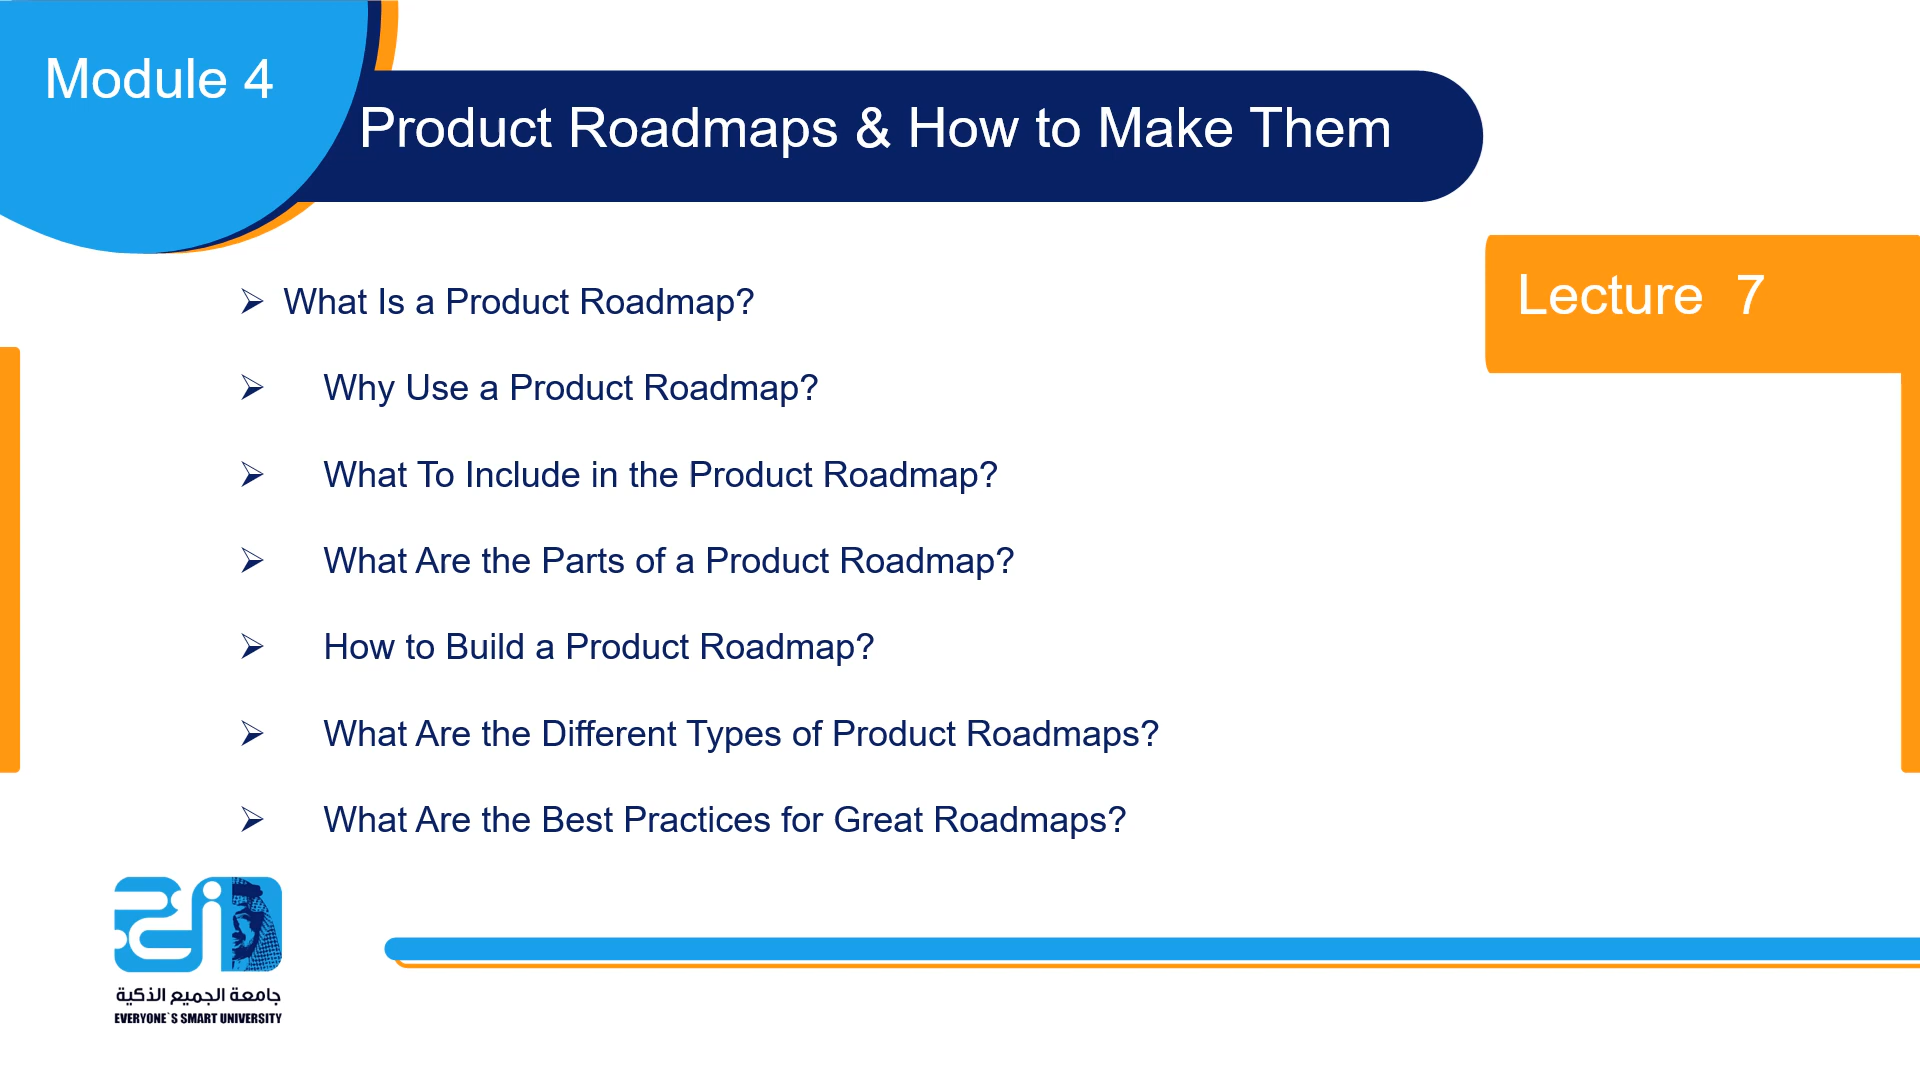 Module 4
Product Roadmaps & How to Make Them
Lecture 7
➢ What Is a Product Roadmap?
➢ Why Use a Product Roadmap?
➢ What To Include in the Product Roadmap?
➢ What Are the Parts of a Product Roadmap?
➢ How to Build a Product Roadmap?
➢ What Are the Different Types of Product Roadmaps?
➢ What Are the Best Practices for Great Roadmaps?
جامعة الجميع الذكية
EVERYONE`S SMART UNIVERSITY